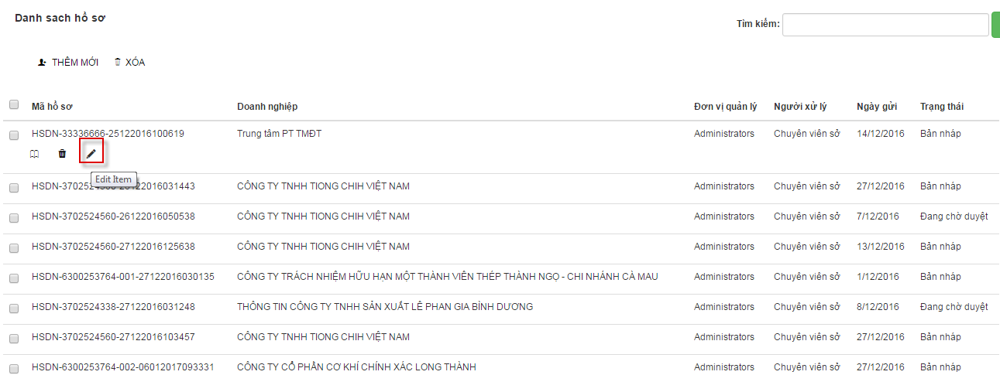 Danh sach hồ sơ
Tìm kiếm:
THÊM MỚI XÓA
Mã hồ sơ Doanh nghiệp Đơn vị quản lý Người xử lý Ngày gửi Trạng thái
HSDN-33336666-25122016100619 Trung tâm PT TMĐT Administrators Chuyên viên sở 14/12/2016 Bản nháp
Edit Item
CÔNG TY TNHH TIONG CHIH VIỆT NAM Administrators Chuyên viên sở 27/12/2016 Bản nháp
HSDN-3702524560-26122016050538 CÔNG TY TNHH TIONG CHIH VIỆT NAM Administrators Chuyên viên sở 7/12/2016 Đang chờ duyệt
HSDN-3702524560-27122016125638 CÔNG TY TNHH TIONG CHIH VIỆT NAM Administrators Chuyên viên sở 13/12/2016 Bản nháp
HSDN-6300253764-001-27122016030135 CÔNG TY TRÁCH NHIỆM HỮU HẠN MỘT THÀNH VIÊN THÉP THÀNH NGỌ - CHI NHÁNH CÀ MAU Administrators Chuyên viên sở 1/12/2016 Bản nháp
HSDN-3702524338-27122016031248 THÔNG TIN CÔNG TY TNHH SẢN XUẤT LÊ PHAN GIA BÌNH DƯƠNG Administrators Chuyên viên sở 8/12/2016 Đang chờ duyệt
HSDN-3702524560-27122016103457 CÔNG TY TNHH TIONG CHIH VIỆT NAM Administrators Chuyên viên sở 27/12/2016 Bản nháp
HSDN-6300253764-002-06012017093331 CÔNG TY CỔ PHẦN CƠ KHÍ CHÍNH XÁC LONG THÀNH Administrators Chuyên viên sở 27/12/2016 Bản nháp